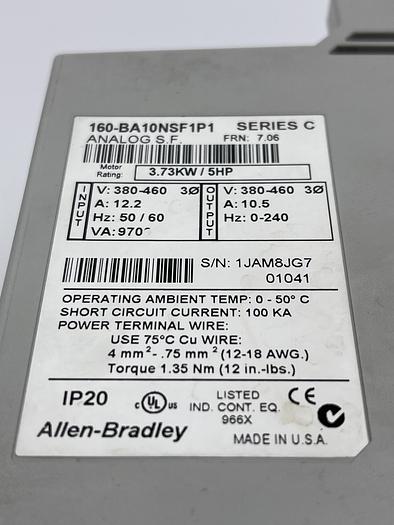 160-BA10NSF1P1 SERIES C
ANALOG S.F. FRN: 7.06
Motor Rating: 3.73KW / 5HP
INPUT
V: 380-460 3Ø
A: 12.2
Hz: 50 / 60
OUTPUT
V: 380-460 3Ø
A: 10.5
Hz: 0-240
S/N: 1JAM8JG7
01041
OPERATING AMBIENT TEMP: 0 - 50° C
SHORT CIRCUIT CURRENT: 100 KA
POWER TERMINAL WIRE:
USE 75°C Cu WIRE:
4 mm²- .75 mm² (12-18 AWG.)
Torque 1.35 Nm (12 in.-lbs.)
IP20
c UL us
LISTED
IND. CONT. EQ.
966X
CE
Allen-Bradley
MADE IN U.S.A.